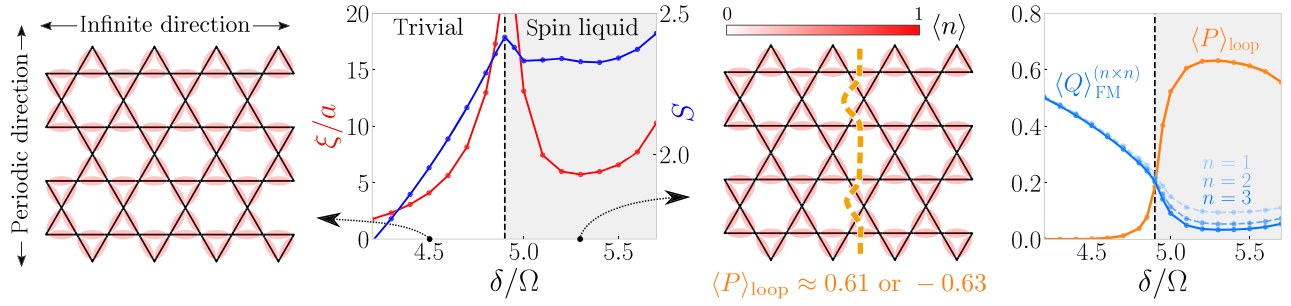 Infinite direction
Periodic direction
20
15
10
5
0
ξ/a
Trivial
Spin liquid
2.5
2.0
S
4.5
5.0
5.5
δ/Ω
0
1
⟨n⟩
⟨P⟩loop ≈ 0.61 or − 0.63
0.8
0.6
0.4
0.2
0.0
⟨P⟩loop
⟨Q⟩FM(n×n)
n = 1
n = 2
n = 3
4.5
5.0
5.5
δ/Ω